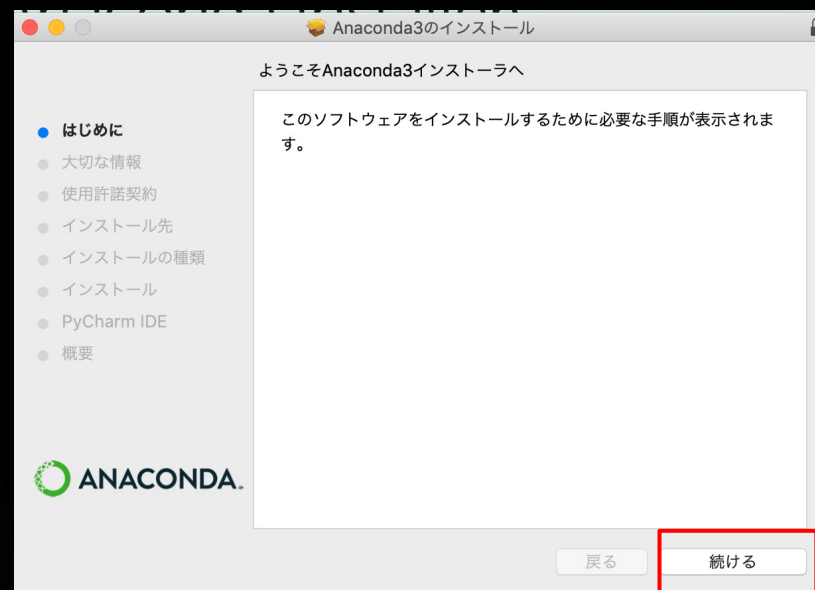 Anaconda3のインストール
ようこそAnaconda3インストーラへ
はじめに
大切な情報
使用許諾契約
インストール先
インストールの種類
インストール
PyCharm IDE
概要
このソフトウェアをインストールするために必要な手順が表示されま
す。
ANACONDA.
戻る
続ける